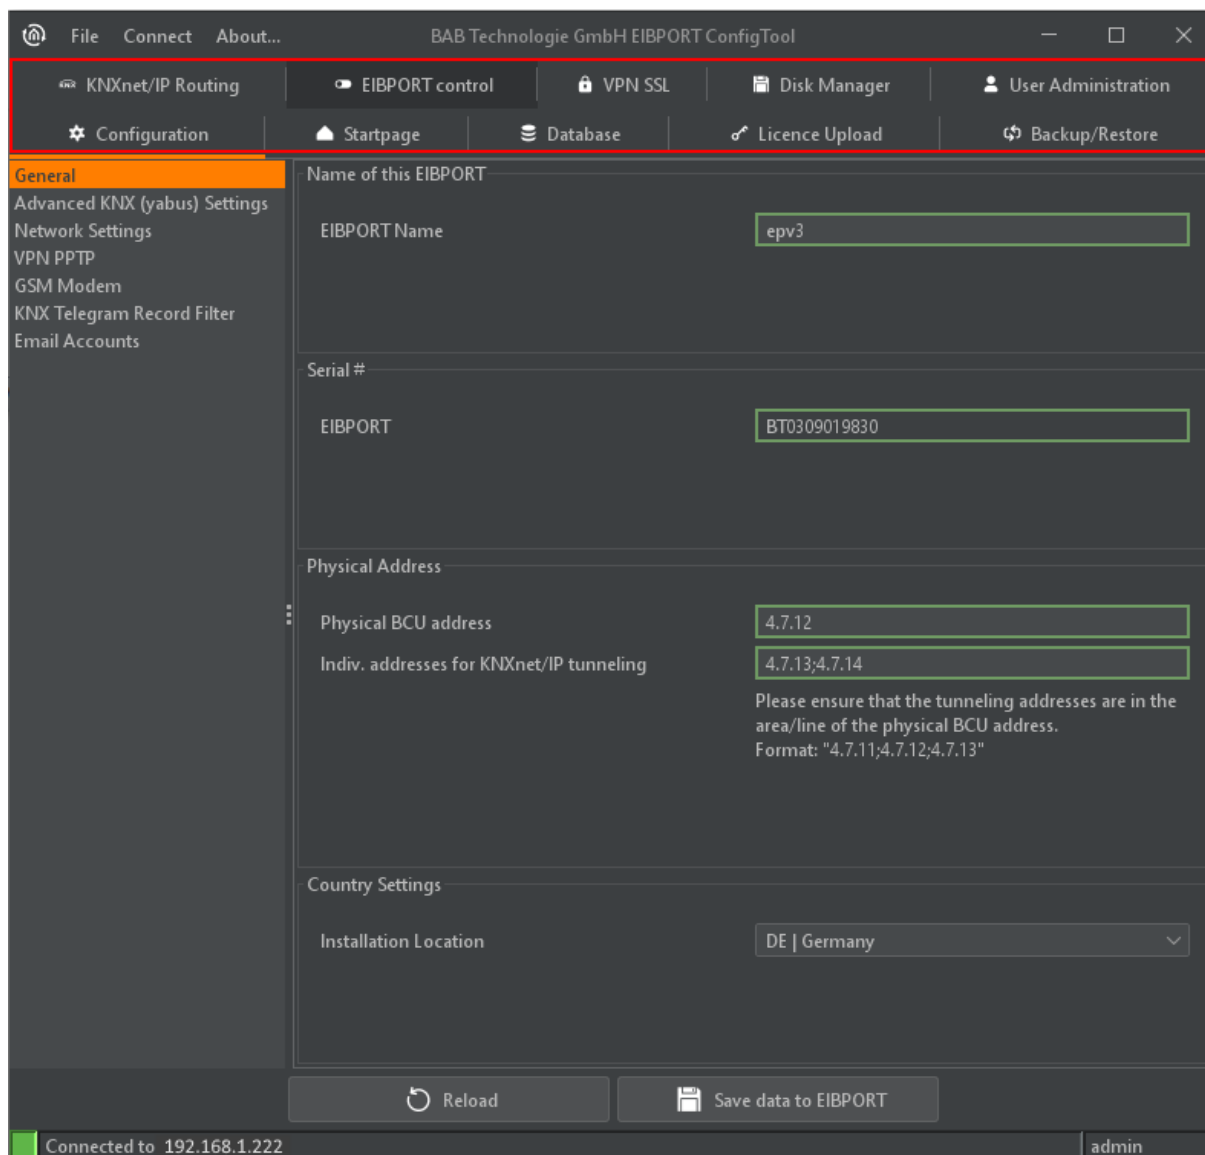 File Connect About... BAB Technologie GmbH EIBPORT ConfigTool
KNXnet/IP Routing EIBPORT control VPN SSL Disk Manager User Administration
Configuration Startpage Database Licence Upload Backup/Restore
General
Advanced KNX (yabus) Settings
Network Settings
VPN PPTP
GSM Modem
KNX Telegram Record Filter
Email Accounts
Name of this EIBPORT
EIBPORT Name epv3
Serial #
EIBPORT BT0309019830
Physical Address
Physical BCU address 4.7.12
Indiv. addresses for KNXnet/IP tunneling 4.7.13;4.7.14
Please ensure that the tunneling addresses are in the
area/line of the physical BCU address.
Format: "4.7.11;4.7.12;4.7.13"
Country Settings
Installation Location DE | Germany
Reload Save data to EIBPORT
Connected to 192.168.1.222 admin